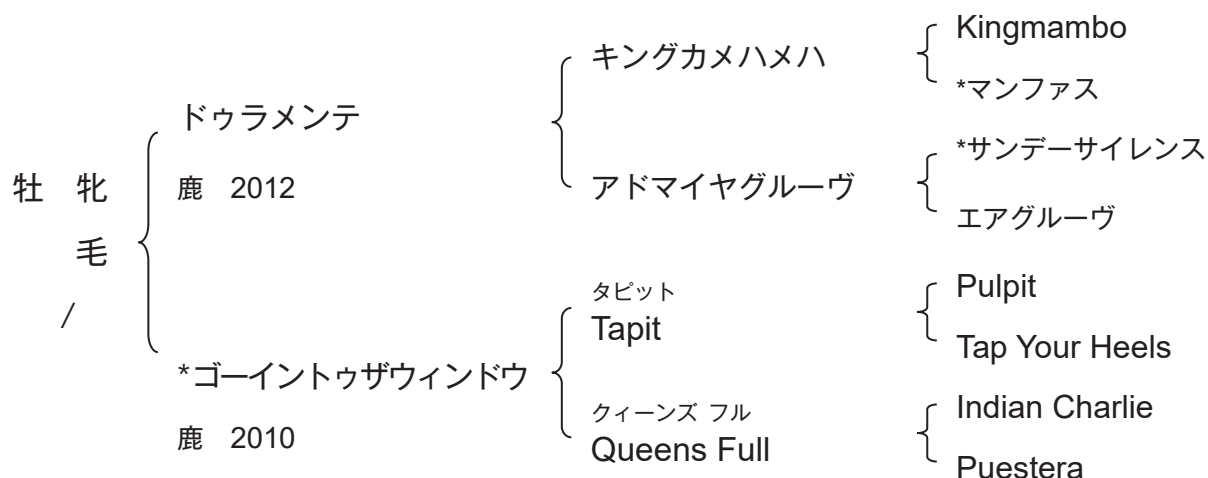 牡 牝
毛
/
ドゥラメンテ
鹿 2012
*ゴーイントゥザウィンドウ
鹿 2010
キングカメハメハ
アドマイヤグルーヴ
タピット
Tapit
クィーンズ フル
Queens Full
Kingmambo
*マンファス
*サンデーサイレンス
エアグルーヴ
Pulpit
Tap Your Heels
Indian Charlie
Puestera